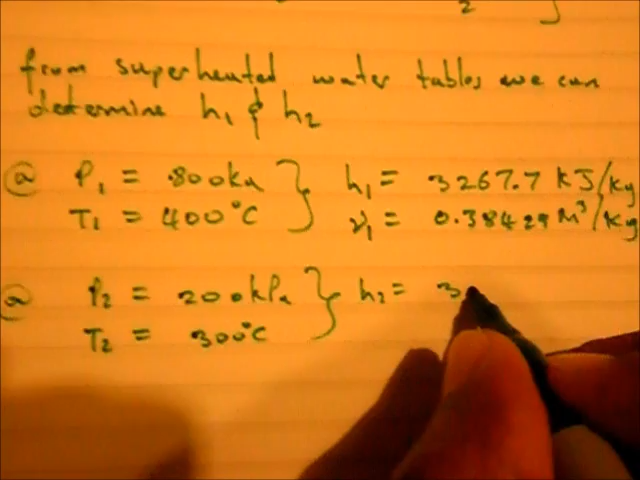 2
from superheated water tables we can
determine h₁ & h₂
@ P₁ = 800kPa } h₁ = 3267.7 kJ/kg
T₁ = 400°C v₁ = 0.38429 m³/kg
@ P₂ = 200kPa } h₂ = 3
T₂ = 300°C